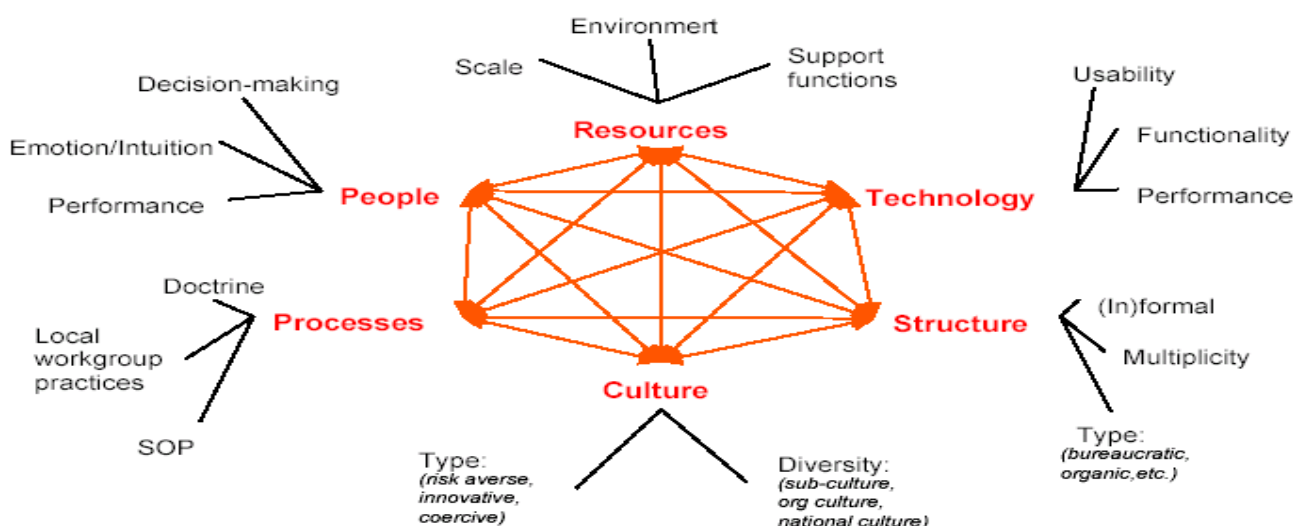 Environmert
Scale
Support
functions
Usability
Decision-making
Resources
Functionality
Emotion/Intuition
People
Technology
Performance
Performance
Doctrine
Processes
Structure
(In)formal
Local
workgroup
practices
Multiplicity
Culture
SOP
Type:
(bureaucratic,
organic,etc.)
Type:
(risk averse,
innovative,
coercive)
Diversity:
(sub-culture,
org culture,
national culture)